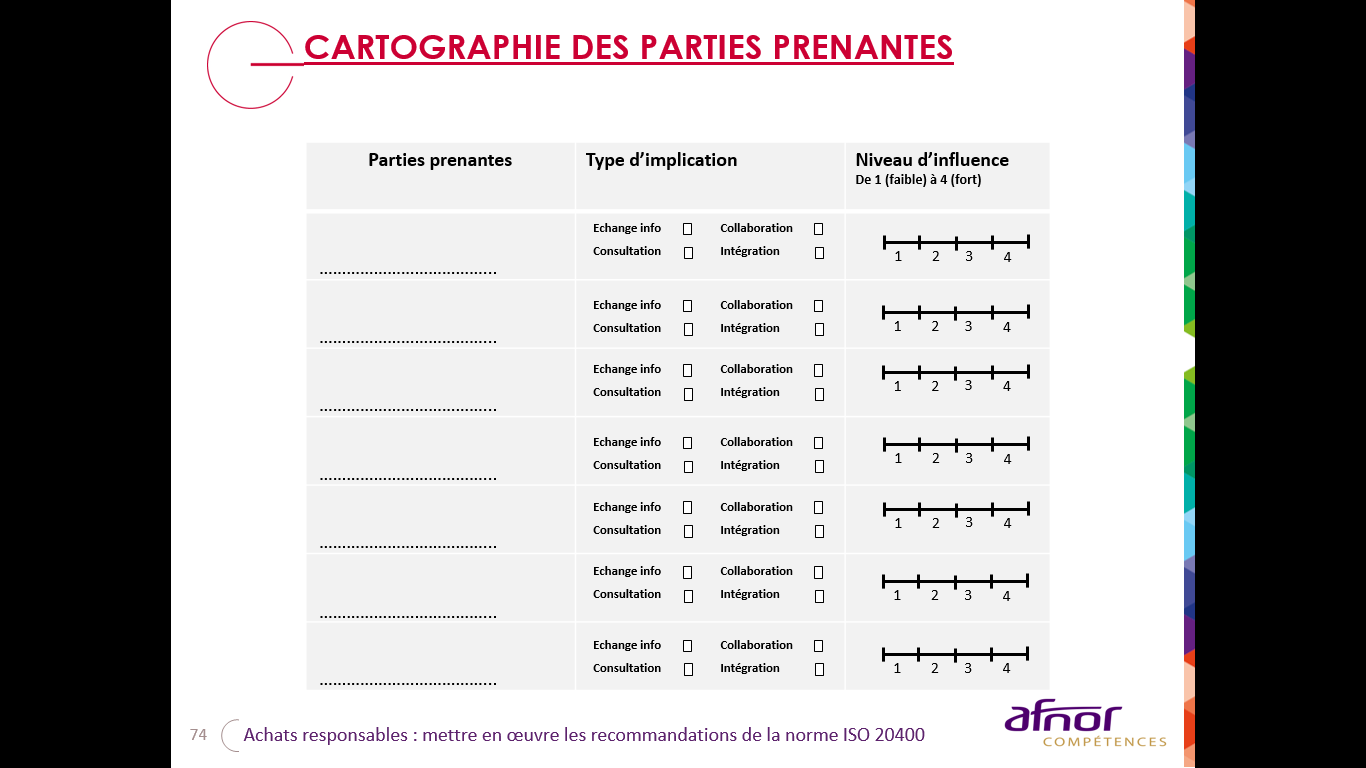 CARTOGRAPHIE DES PARTIES PRENANTES
Parties prenantes Type d’implication Niveau d’influence
De 1 (faible) à 4 (fort)
Echange info Collaboration
Consultation Intégration
1 2 3 4
.......................................
Echange info Collaboration
Consultation Intégration
1 2 3 4
.......................................
Echange info Collaboration
Consultation Intégration
1 2 3 4
.......................................
Echange info Collaboration
Consultation Intégration
1 2 3 4
.......................................
Echange info Collaboration
Consultation Intégration
1 2 3 4
.......................................
Echange info Collaboration
Consultation Intégration
1 2 3 4
.......................................
Echange info Collaboration
Consultation Intégration
1 2 3 4
.......................................
74 Achats responsables : mettre en œuvre les recommandations de la norme ISO 20400
afnor
COMPÉTENCES